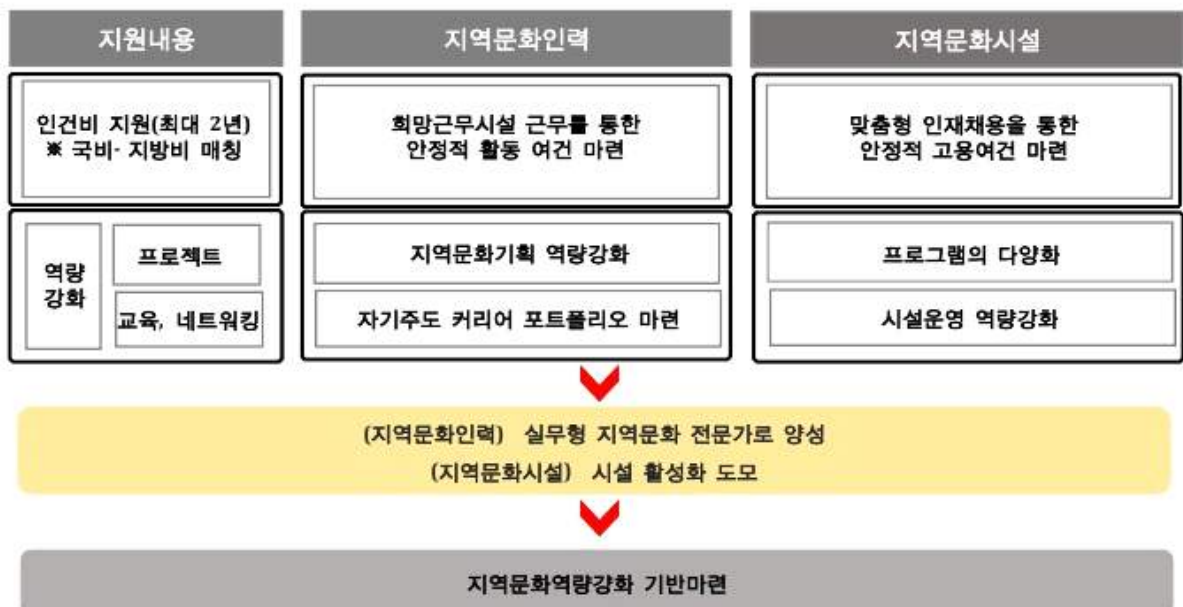 지원내용
지역문화인력
지역문화시설
인건비 지원(최대 2년)
※ 국비- 지방비 매칭
희망근무시설 근무를 통한
안정적 활동 여건 마련
맞춤형 인재채용을 통한
안정적 고용여건 마련
역량
강화
프로젝트
교육, 네트워킹
지역문화기획 역량강화
자기주도 커리어 포트폴리오 마련
프로그램의 다양화
시설운영 역량강화
(지역문화인력) 실무형 지역문화 전문가로 양성
(지역문화시설) 시설 활성화 도모
지역문화역량걍화 기반마련